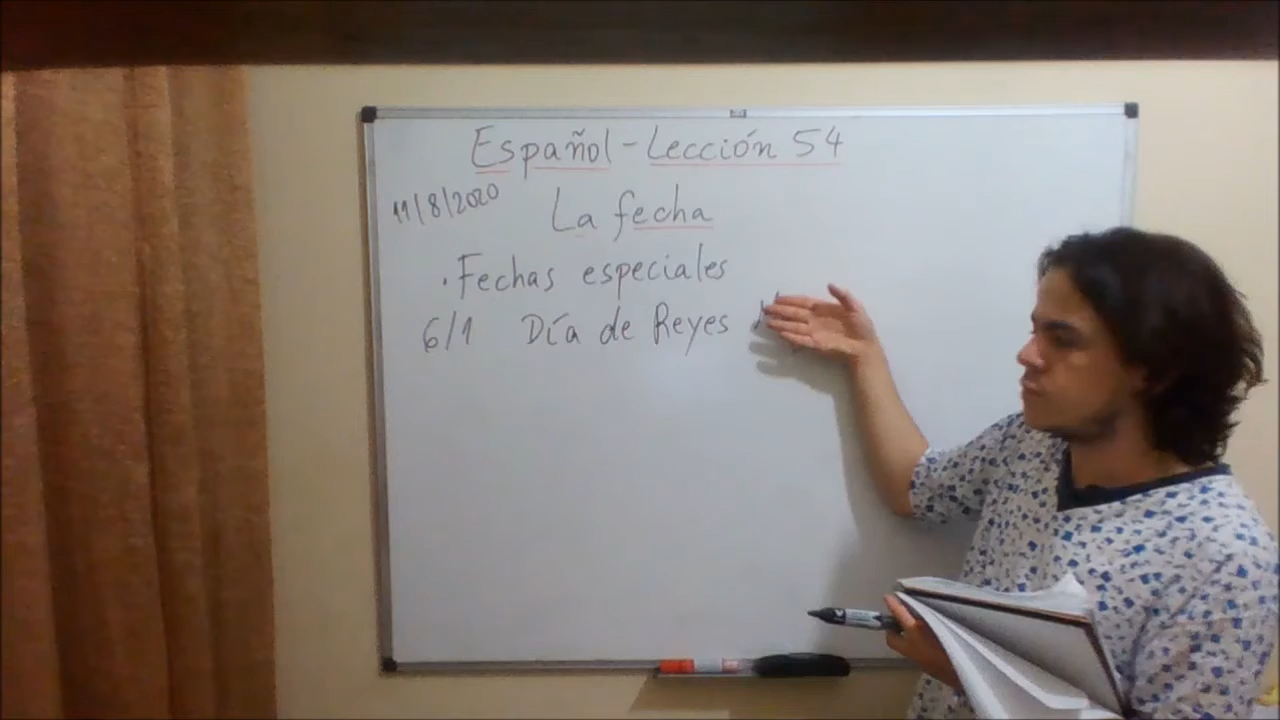 Español - Lección 54
11/8/2020
La fecha
. Fechas especiales
6/1 Día de Reyes